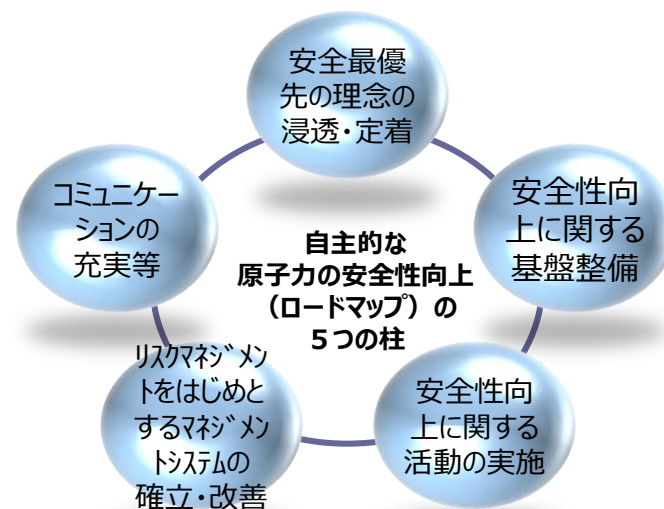 安全最優
先の理念の
浸透・定着
安全性向
上に関する
基盤整備
安全性向
上に関する
活動の実施
リスクマネジメン
トをはじめと
するマネジメン
トシステムの
確立・改善
コミュニケー
ションの
充実等
自主的な
原子力の安全性向上
（ロードマップ）の
５つの柱